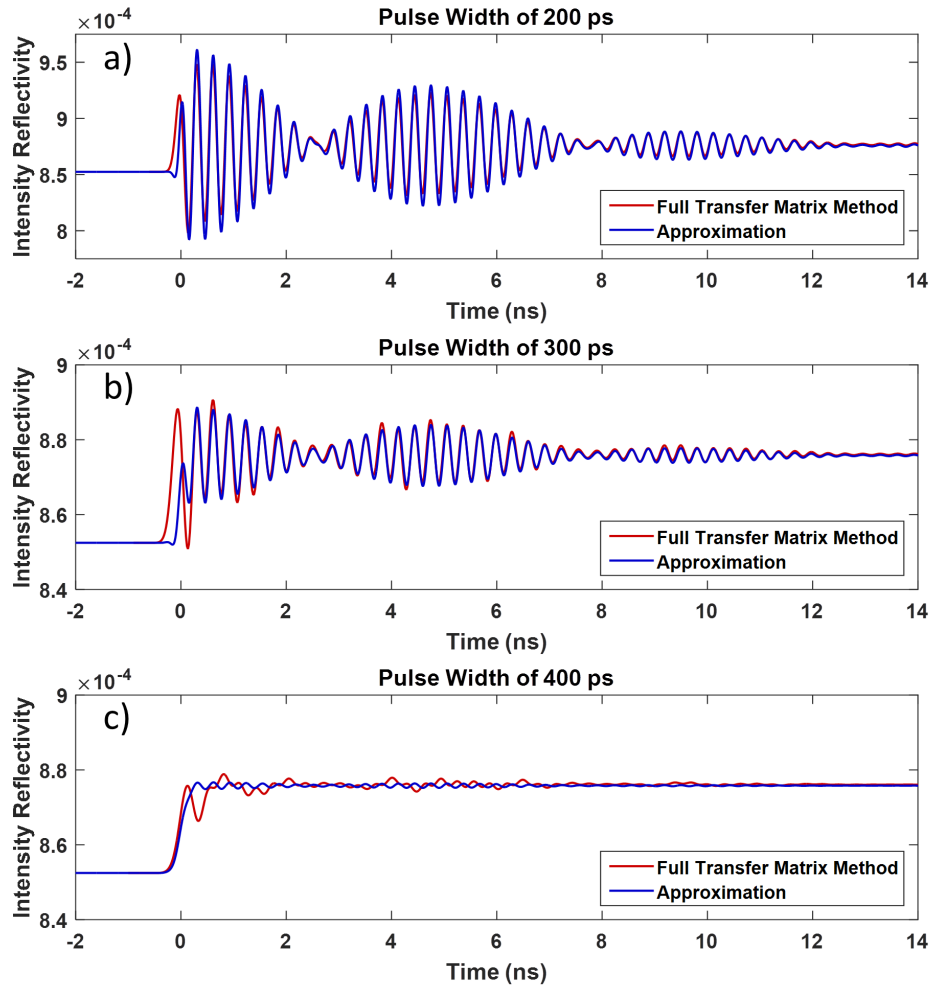 Pulse Width of 200 ps
×10⁻⁴
a)
9.5
9
8.5
8
Intensity Reflectivity
Full Transfer Matrix Method
Approximation
-2 0 2 4 6 8 10 12 14
Time (ns)
Pulse Width of 300 ps
×10⁻⁴
b)
9
8.8
8.6
8.4
Intensity Reflectivity
Full Transfer Matrix Method
Approximation
-2 0 2 4 6 8 10 12 14
Time (ns)
Pulse Width of 400 ps
×10⁻⁴
c)
9
8.8
8.6
8.4
Intensity Reflectivity
Full Transfer Matrix Method
Approximation
-2 0 2 4 6 8 10 12 14
Time (ns)